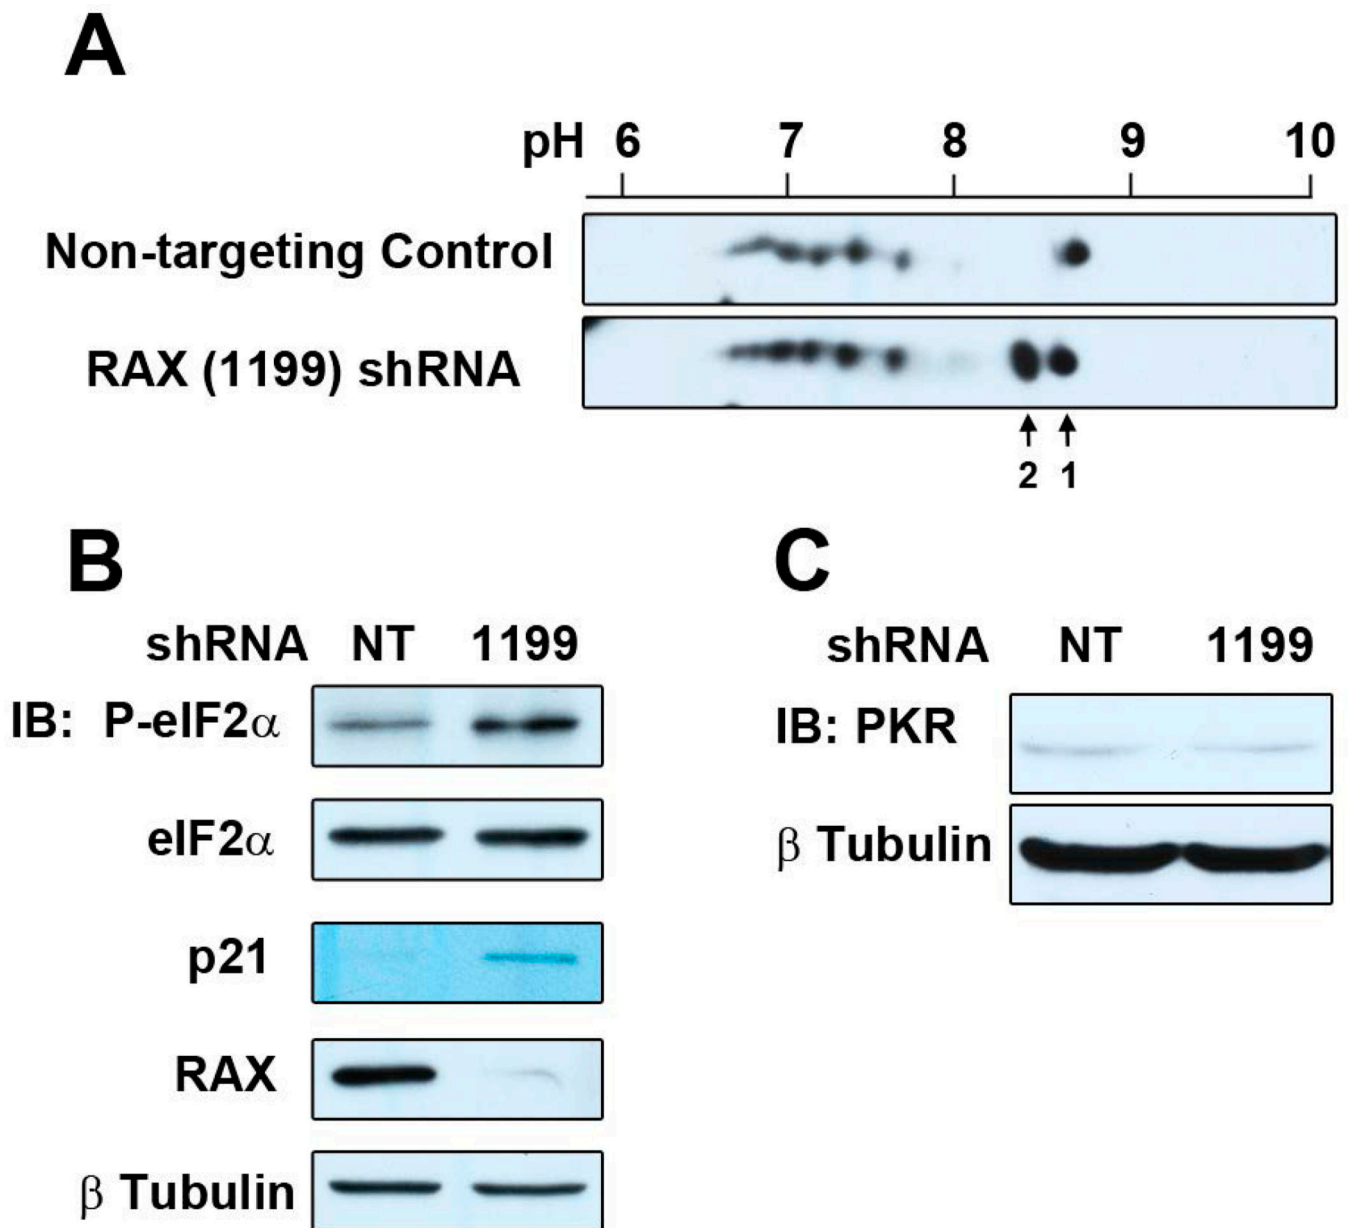 A
pH 6 7 8 9 10
Non-targeting Control
RAX (1199) shRNA
2 1
B
shRNA NT 1199
IB: P-eIF2α
eIF2α
p21
RAX
β Tubulin
C
shRNA NT 1199
IB: PKR
β Tubulin